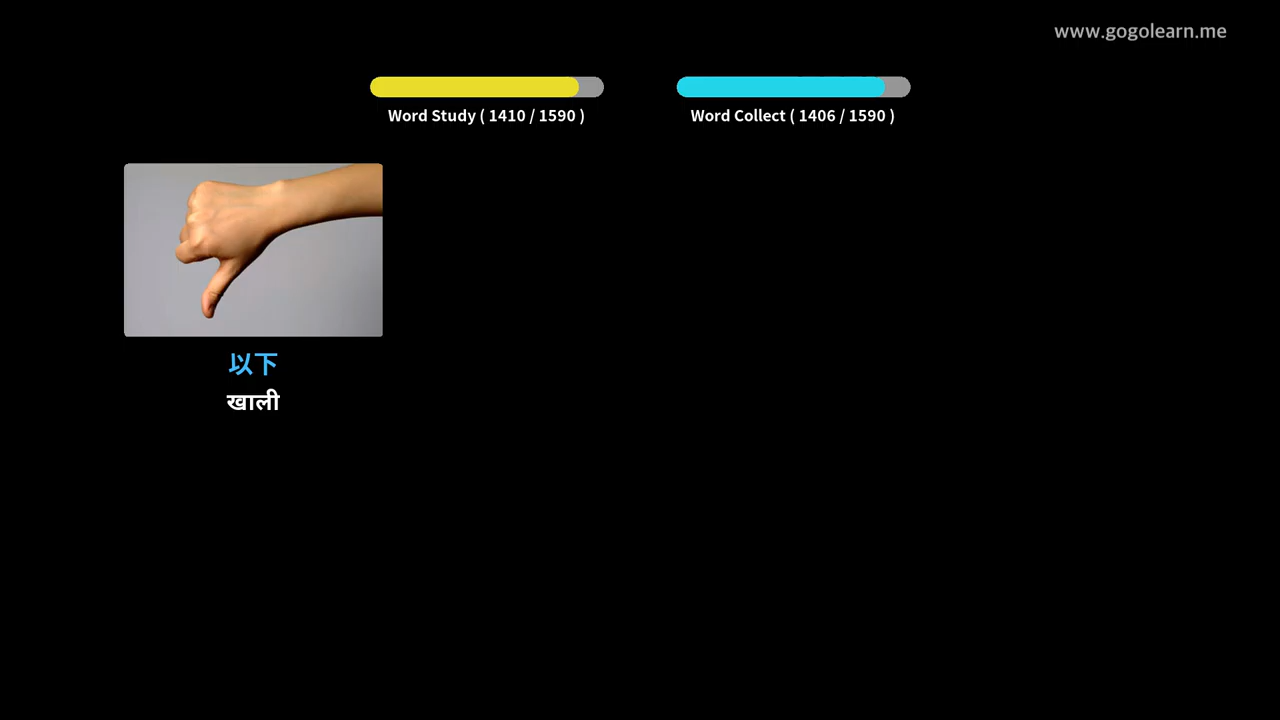 www.gogolearn.me
Word Study ( 1410 / 1590 )
Word Collect ( 1406 / 1590 )
以下
खाली